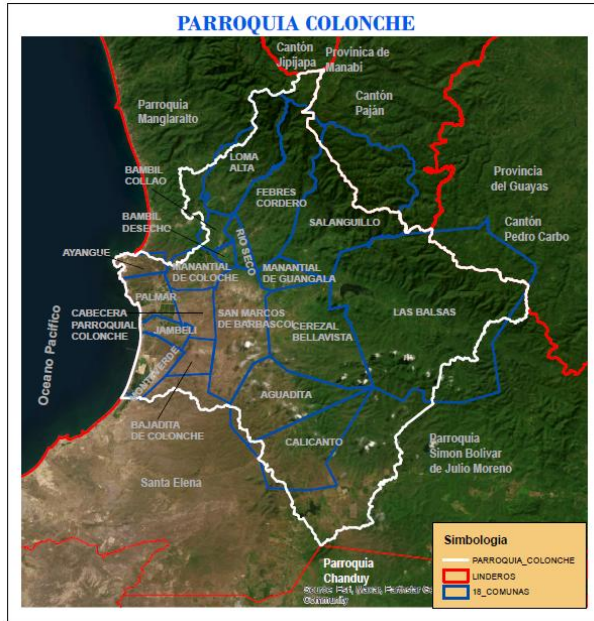 PARROQUIA COLONCHE
Cantón
Jipijapa
Provínica de
Manabí
Cantón
Paján
Parroquia
Manglaralto
LOMA
ALTA
BAMBIL
COLLAO
FEBRES
CORDERO
Provincia
del Guayas
BAMBIL
DESECHO
SALANGUILLO
Cantón
Pedro Carbo
RIO SECO
AYANGUE
MANANTIAL
DE COLOCHE
MANANTIAL
DE GUANGALA
PALMAR
CABECERA
PARROQUIAL
COLONCHE
SAN MARCOS
DE BARBASCOL
LAS BALSAS
JAMBELI
CEREZAL
BELLAVISTA
Oceano Pacifico
MONTEVERDE
AGUADITA
BAJADITA
DE COLONCHE
CALICANTO
Parroquia
Simon Bolivar
de Julio Moreno
Santa Elena
Simbologia
PARROQUIA_COLONCHE
LINDEROS
18_COMUNAS
Parroquia
Chanduy
Community